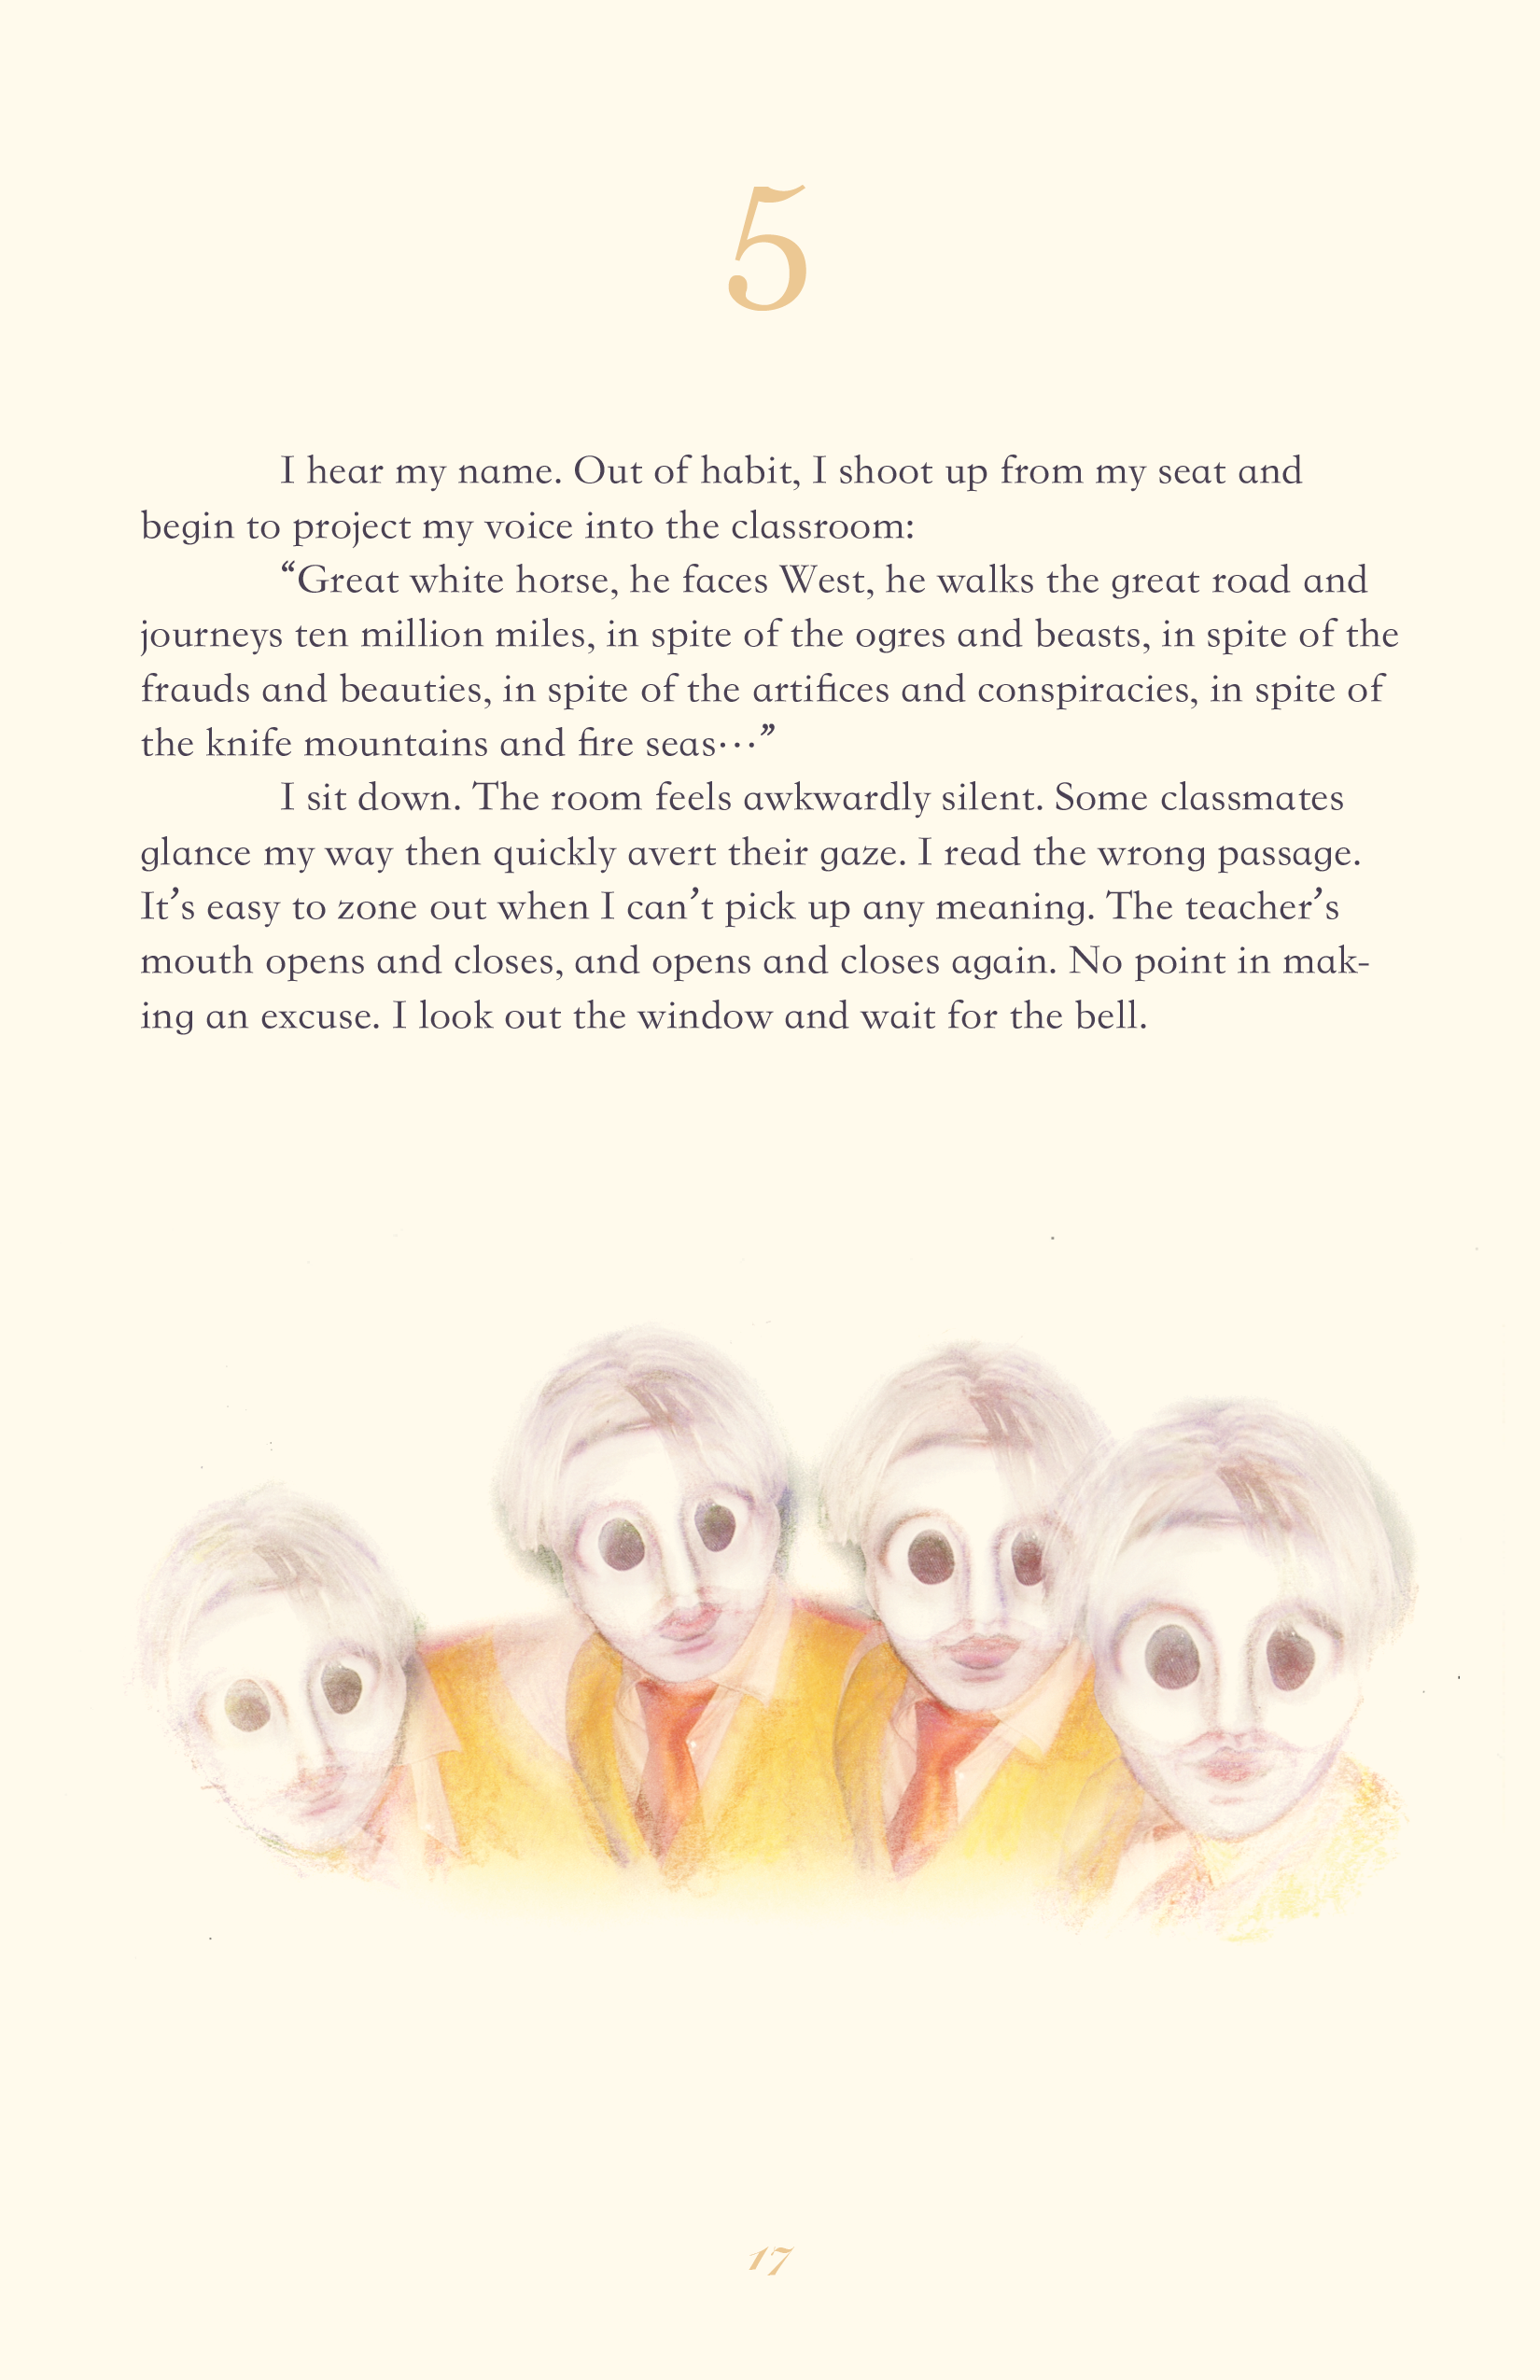 5
I hear my name. Out of habit, I shoot up from my seat and
begin to project my voice into the classroom:
“Great white horse, he faces West, he walks the great road and
journeys ten million miles, in spite of the ogres and beasts, in spite of the
frauds and beauties, in spite of the artifices and conspiracies, in spite of
the knife mountains and fire seas···”
I sit down. The room feels awkwardly silent. Some classmates
glance my way then quickly avert their gaze. I read the wrong passage.
It’s easy to zone out when I can’t pick up any meaning. The teacher’s
mouth opens and closes, and opens and closes again. No point in mak-
ing an excuse. I look out the window and wait for the bell.
17